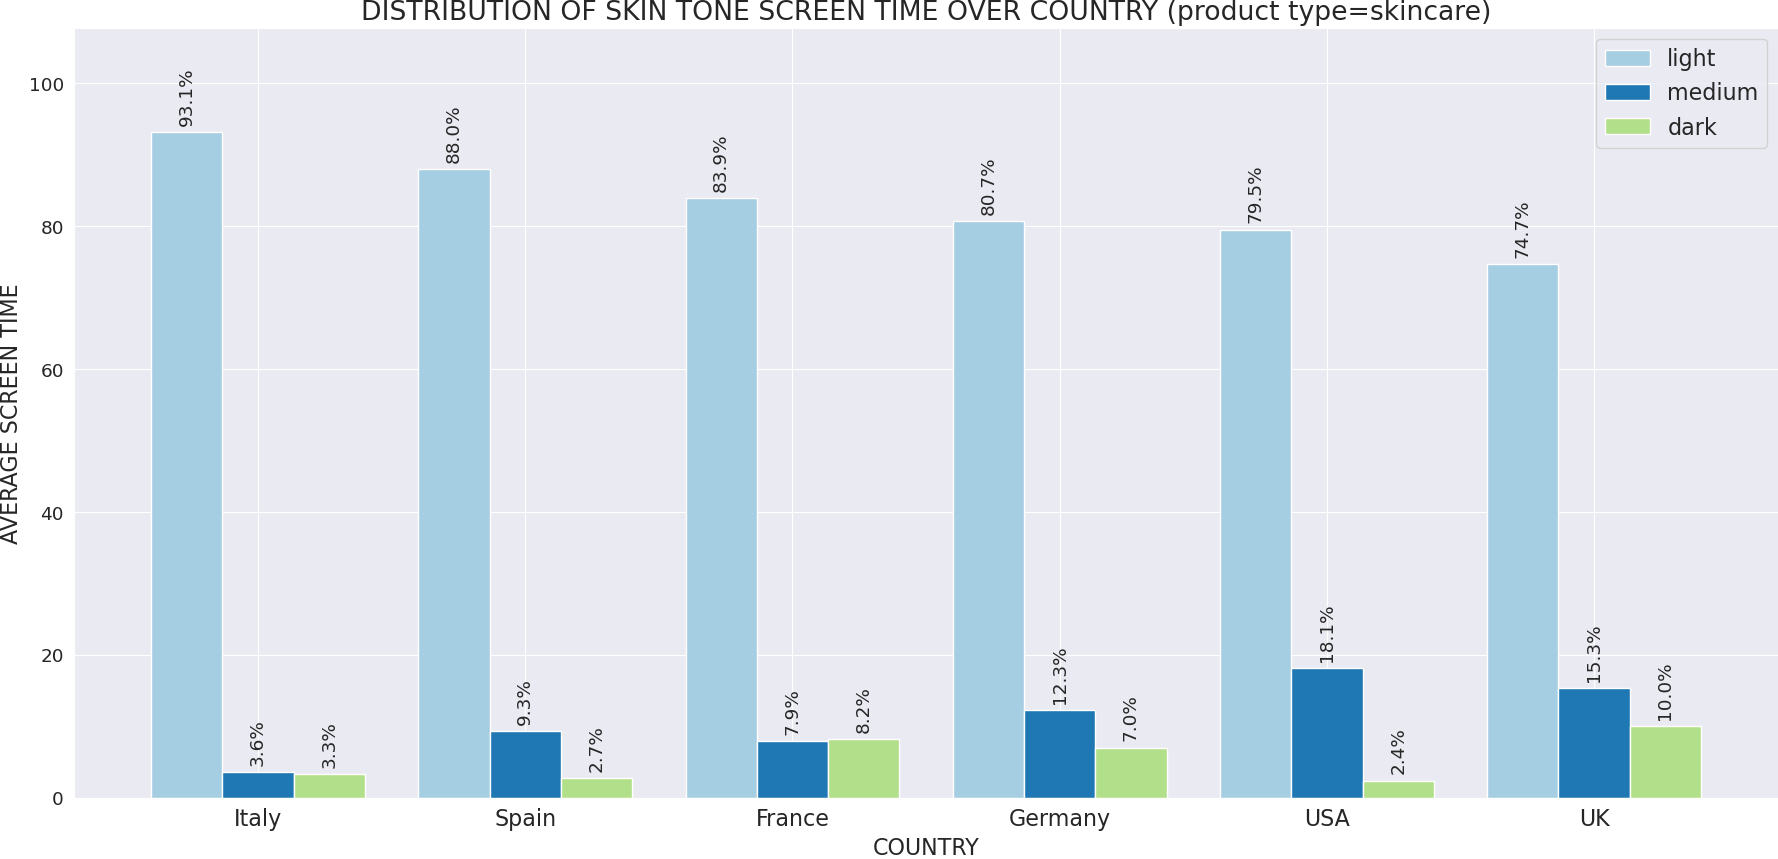 DISTRIBUTION OF SKIN TONE SCREEN TIME OVER COUNTRY (product type=skincare)
light
medium
dark
AVERAGE SCREEN TIME
100
80
60
40
20
0
93.1%
3.6%
3.3%
88.0%
9.3%
2.7%
83.9%
7.9%
8.2%
80.7%
12.3%
7.0%
79.5%
18.1%
2.4%
74.7%
15.3%
10.0%
Italy
Spain
France
Germany
USA
UK
COUNTRY